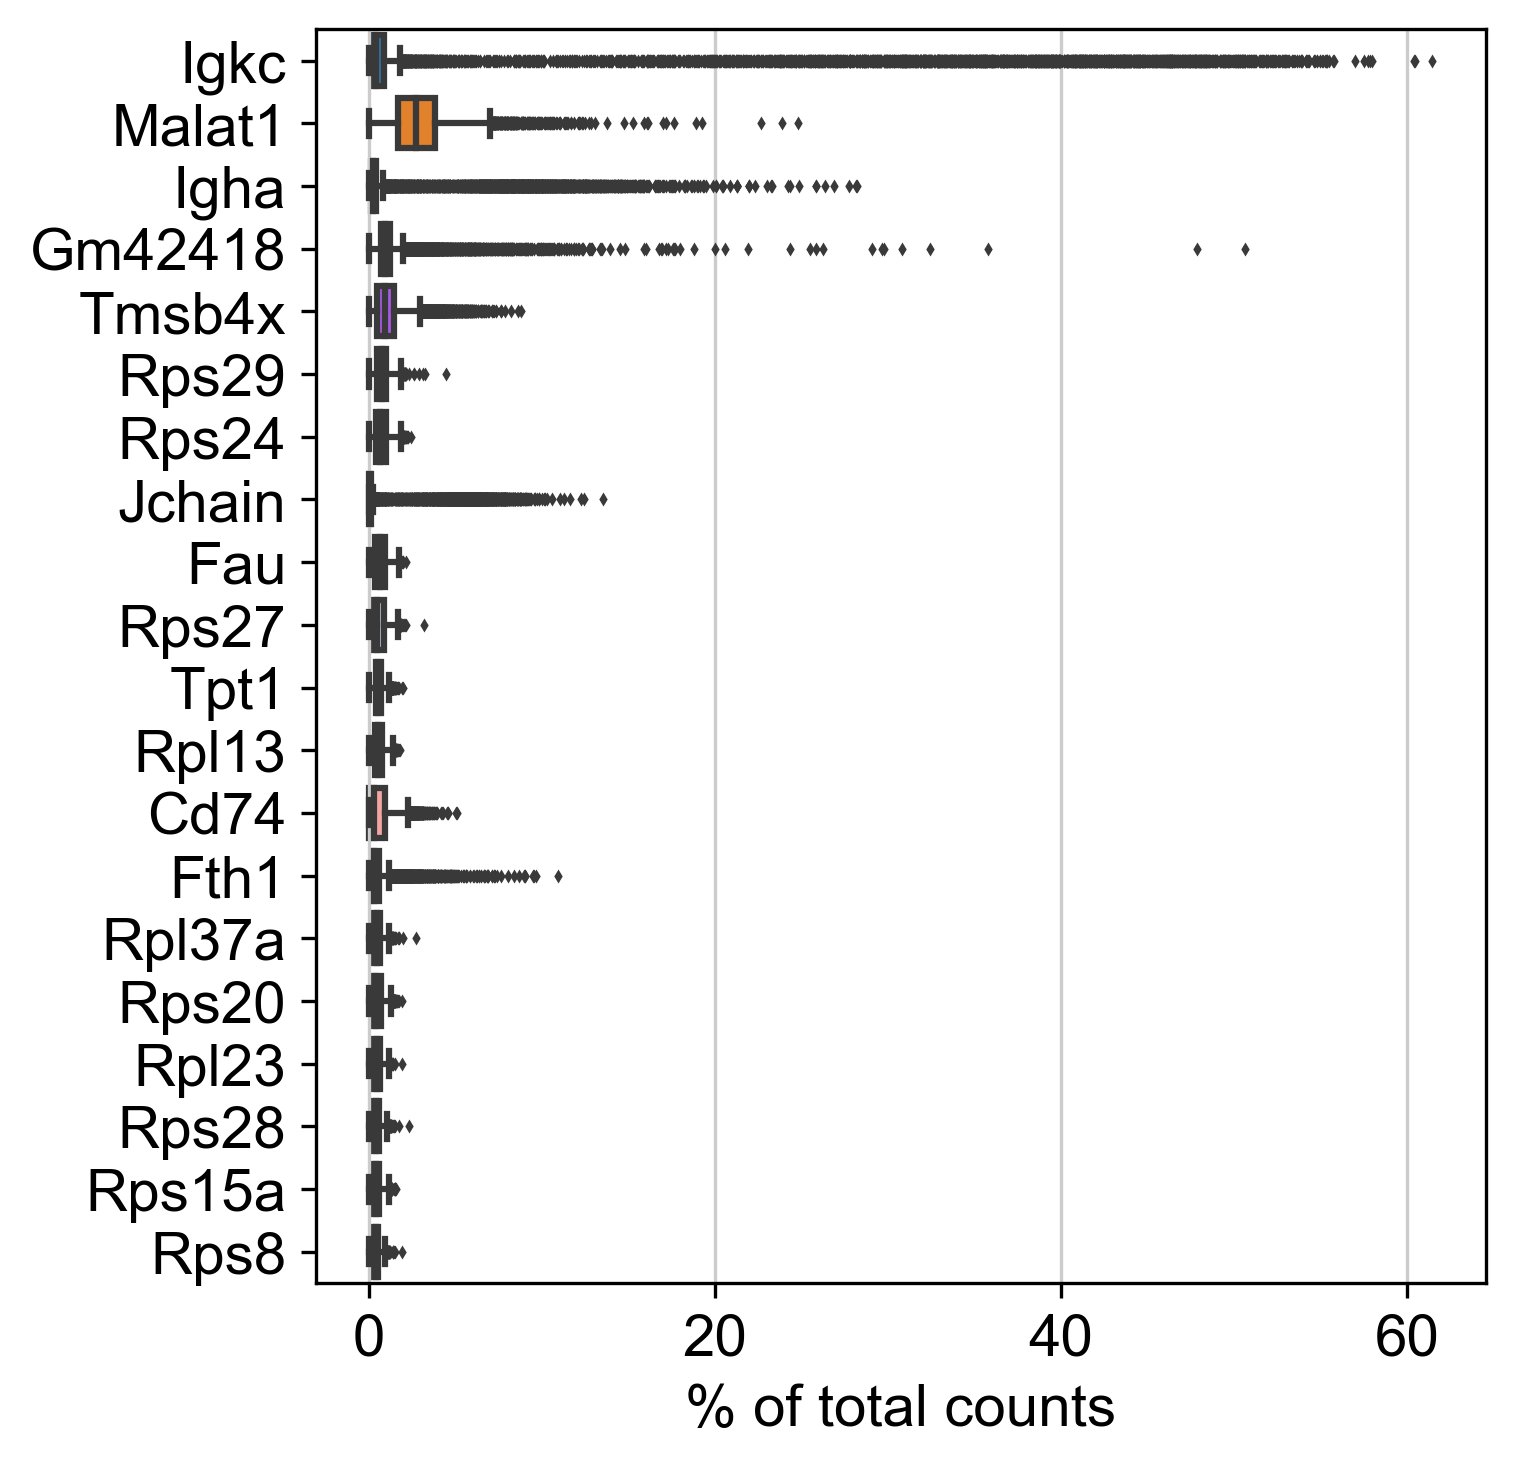 Igkc
Malat1
Igha
Gm42418
Tmsb4x
Rps29
Rps24
Jchain
Fau
Rps27
Tpt1
Rpl13
Cd74
Fth1
Rpl37a
Rps20
Rpl23
Rps28
Rps15a
Rps8
0 20 40 60
% of total counts